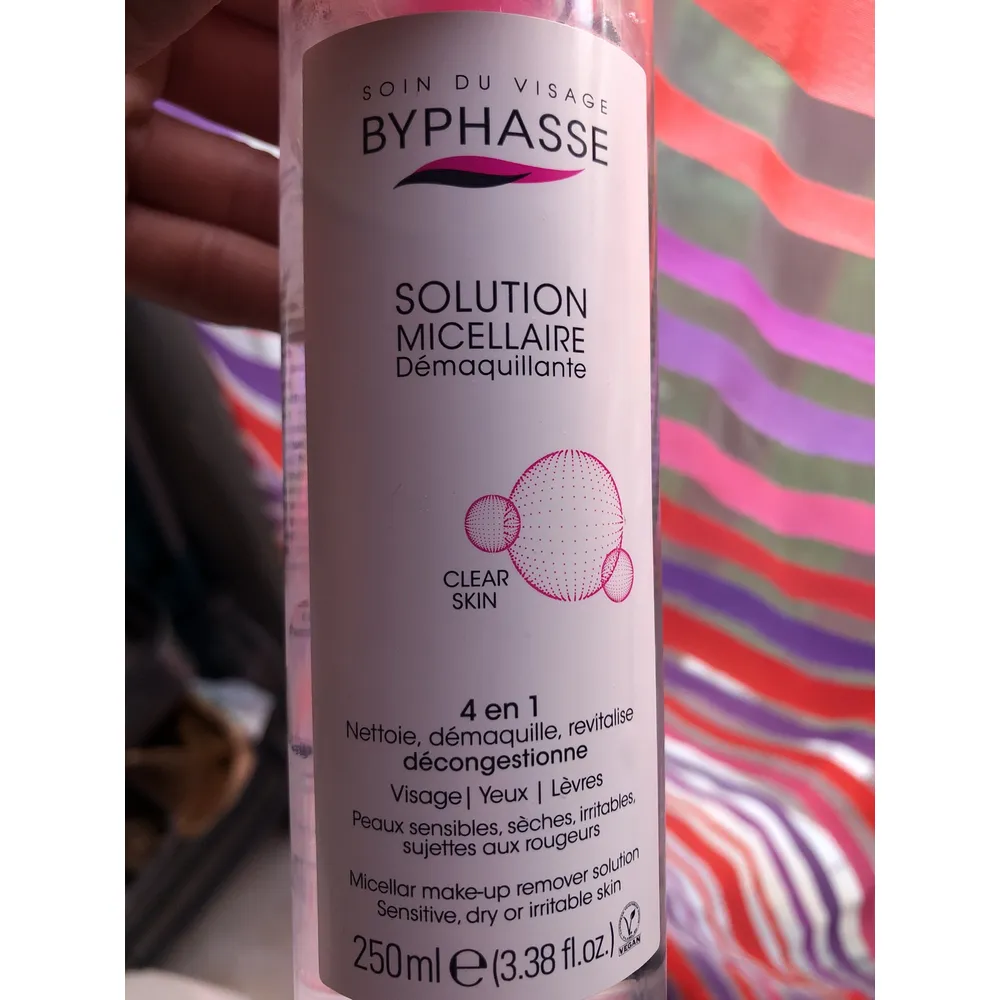 SOIN DU VISAGE
BYPHASSE
SOLUTION
MICELLAIRE
Démaquillante
CLEAR
SKIN
4 en 1
Nettoie, démaquille, revitalise
décongestionne
Visage | Yeux | Lèvres
Peaux sensibles, sèches, irritables,
sujettes aux rougeurs
Micellar make-up remover solution
Sensitive, dry or irritable skin
250ml e (3.38 fl.oz.)
VEGAN